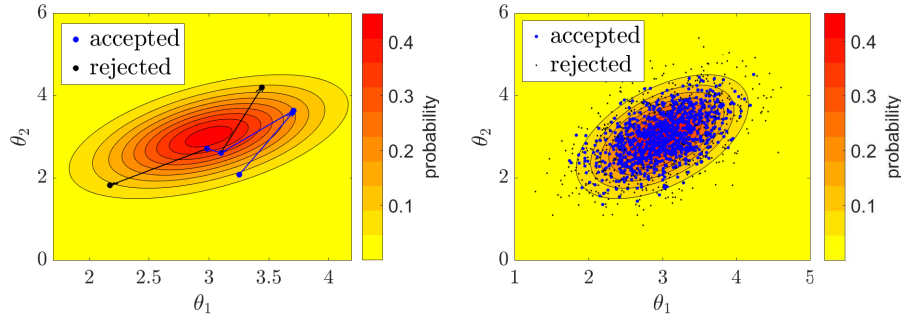 accepted
rejected
6
4
2
0
θ₂
2
2.5
3
3.5
4
θ₁
0.4
0.3
0.2
0.1
probability
accepted
rejected
6
4
2
0
θ₂
1
2
3
4
5
θ₁
0.4
0.3
0.2
0.1
probability